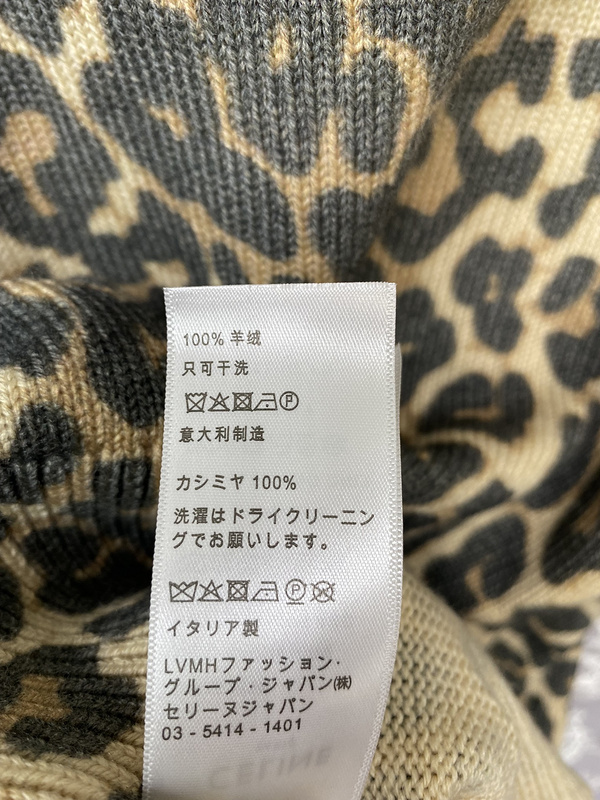 100% 羊绒
只可干洗
意大利制造
カシミヤ 100%
洗濯はドライクリーニン
グでお願いします。
イタリア製
LVMHファッション・
グループ・ジャパン㈱
セリーヌジャパン
03 - 5414 - 1401
CELINE